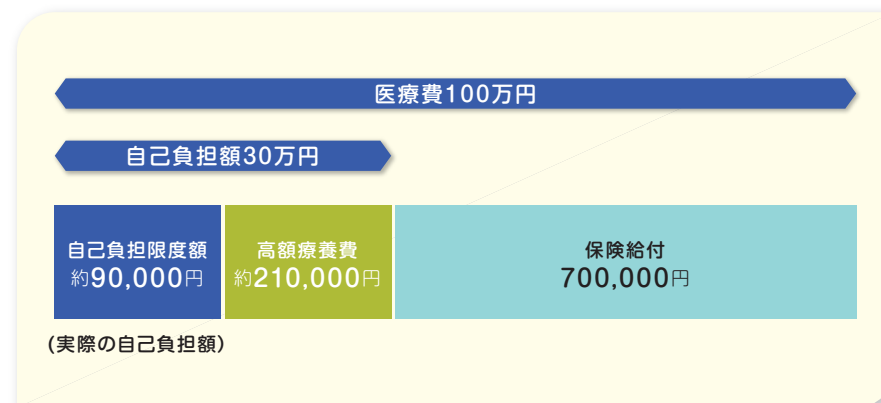 医療費100万円
自己負担額30万円
自己負担限度額
約90,000円
高額療養費
約210,000円
保険給付
700,000円
(実際の自己負担額)